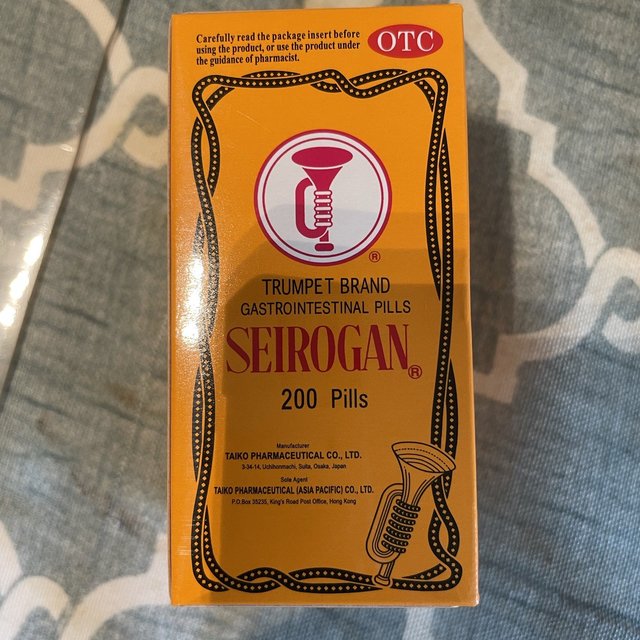 Carefully read the package insert before
using the product, or use the product under
the guidance of pharmacist.
OTC
®
TRUMPET BRAND
GASTROINTESTINAL PILLS
SEIROGAN®
200 Pills
Manufacturer
TAIKO PHARMACEUTICAL CO., LTD.
3-34-14, Uchihonmachi, Suita, Osaka, Japan
Sole Agent
TAIKO PHARMACEUTICAL (ASIA PACIFIC) CO., LTD.
P.O.Box 35235, King's Road Post Office, Hong Kong